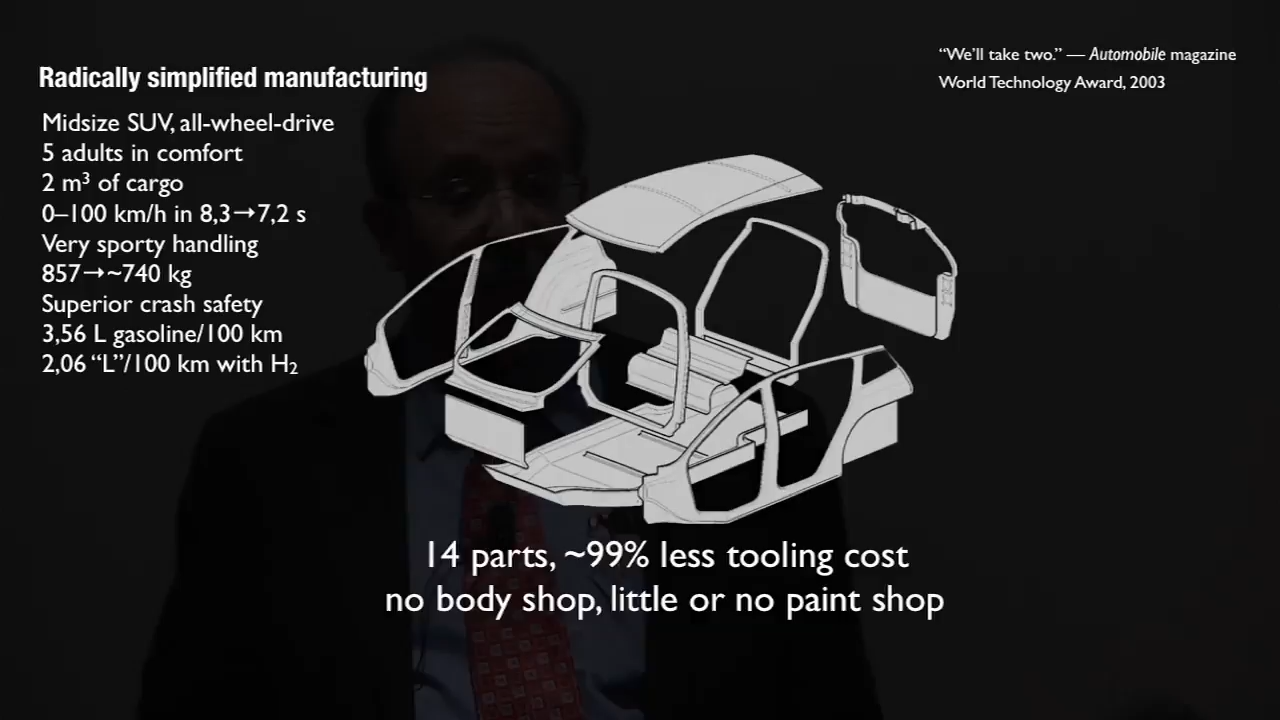 Radically simplified manufacturing
Midsize SUV, all-wheel-drive
5 adults in comfort
2 m³ of cargo
0–100 km/h in 8,3→7,2 s
Very sporty handling
857→~740 kg
Superior crash safety
3,56 L gasoline/100 km
2,06 “L”/100 km with H₂
“We’ll take two.” — Automobile magazine
World Technology Award, 2003
14 parts, ~99% less tooling cost
no body shop, little or no paint shop